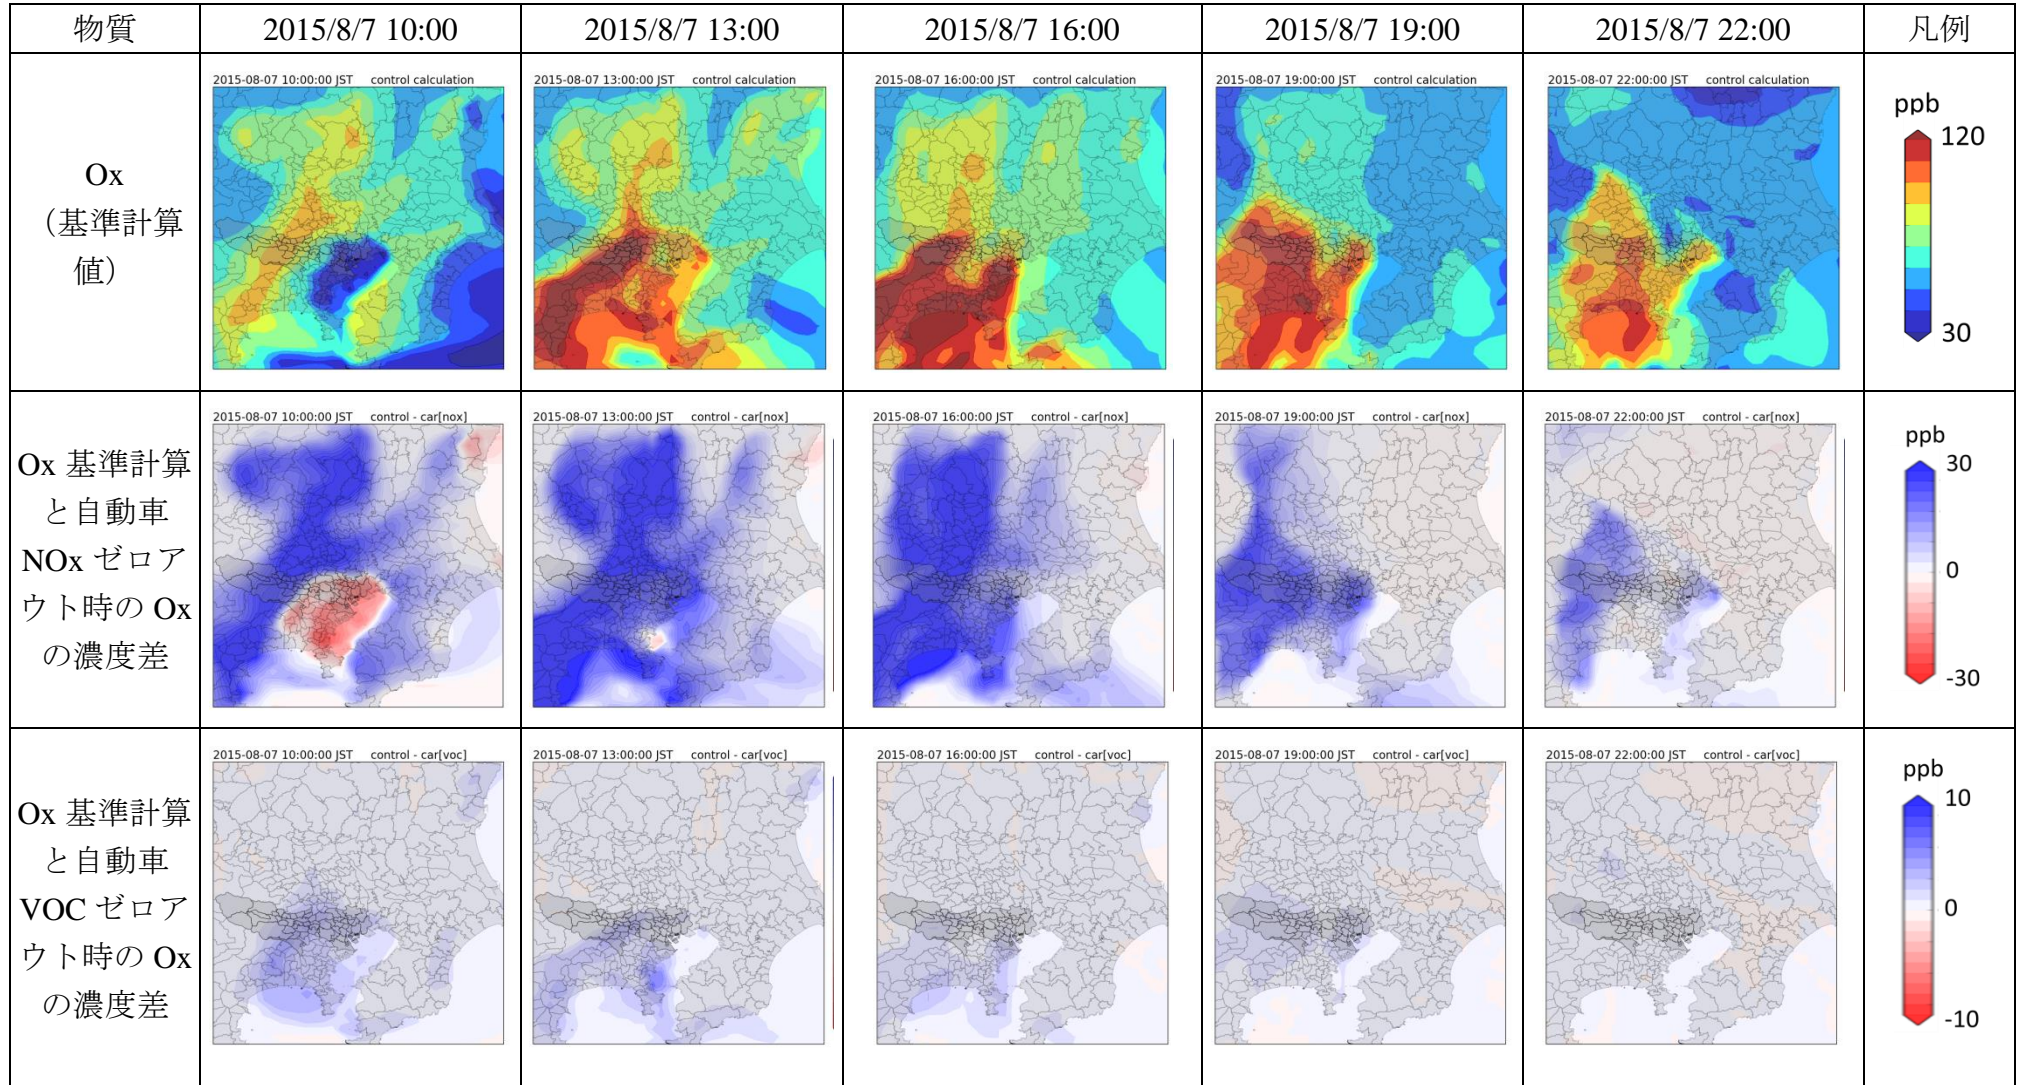 物質
2015/8/7 10:00
2015/8/7 13:00
2015/8/7 16:00
2015/8/7 19:00
2015/8/7 22:00
凡例
Ox
（基準計算
値）
2015-08-07 10:00:00 JST control calculation
2015-08-07 13:00:00 JST control calculation
2015-08-07 16:00:00 JST control calculation
2015-08-07 19:00:00 JST control calculation
2015-08-07 22:00:00 JST control calculation
ppb
120
30
Ox 基準計算
と自動車
NOx ゼロア
ウト時の Ox
の濃度差
2015-08-07 10:00:00 JST control - car[nox]
2015-08-07 13:00:00 JST control - car[nox]
2015-08-07 16:00:00 JST control - car[nox]
2015-08-07 19:00:00 JST control - car[nox]
2015-08-07 22:00:00 JST control - car[nox]
ppb
30
0
-30
Ox 基準計算
と自動車
VOC ゼロア
ウト時の Ox
の濃度差
2015-08-07 10:00:00 JST control - car[voc]
2015-08-07 13:00:00 JST control - car[voc]
2015-08-07 16:00:00 JST control - car[voc]
2015-08-07 19:00:00 JST control - car[voc]
2015-08-07 22:00:00 JST control - car[voc]
ppb
10
0
-10